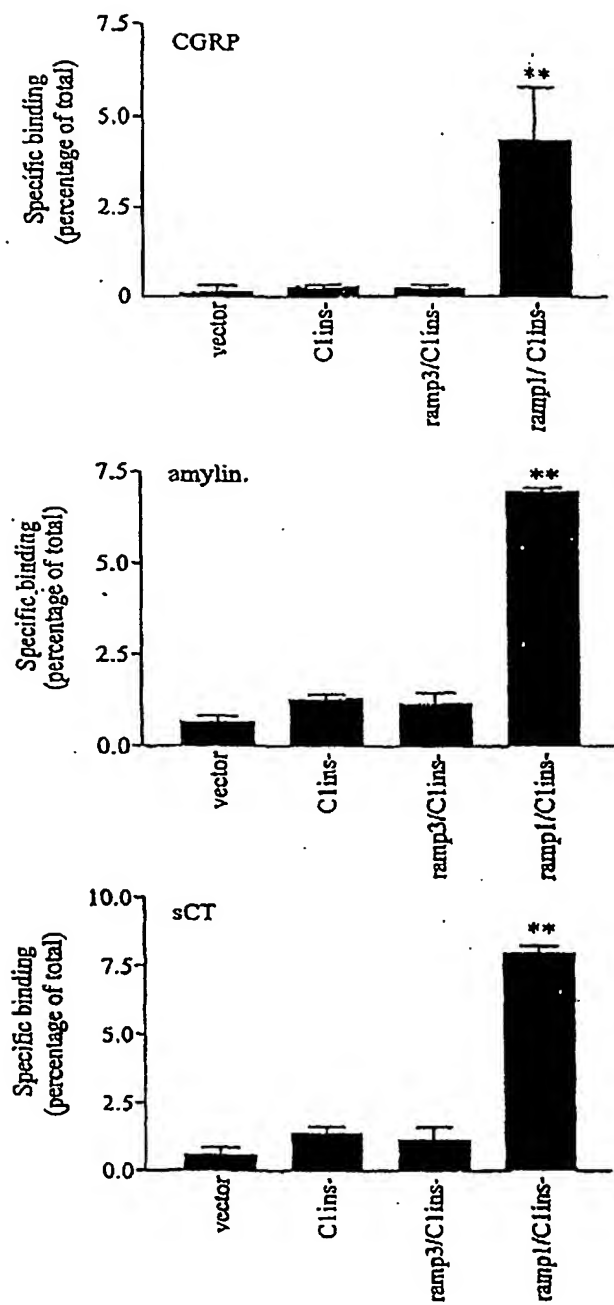 CGRP
Specific binding
(percentage of total)
7.5
5.0
2.5
0
**
vector
C1ins-
ramp3/C1ins-
ramp1/C1ins-
amylin.
Specific binding
(percentage of total)
7.5
5.0
2.5
0.0
**
vector
C1ins-
ramp3/C1ins-
ramp1/C1ins-
sCT
Specific binding
(percentage of total)
10.0
7.5
5.0
2.5
0.0
**
vector
C1ins-
ramp3/C1ins-
ramp1/C1ins-